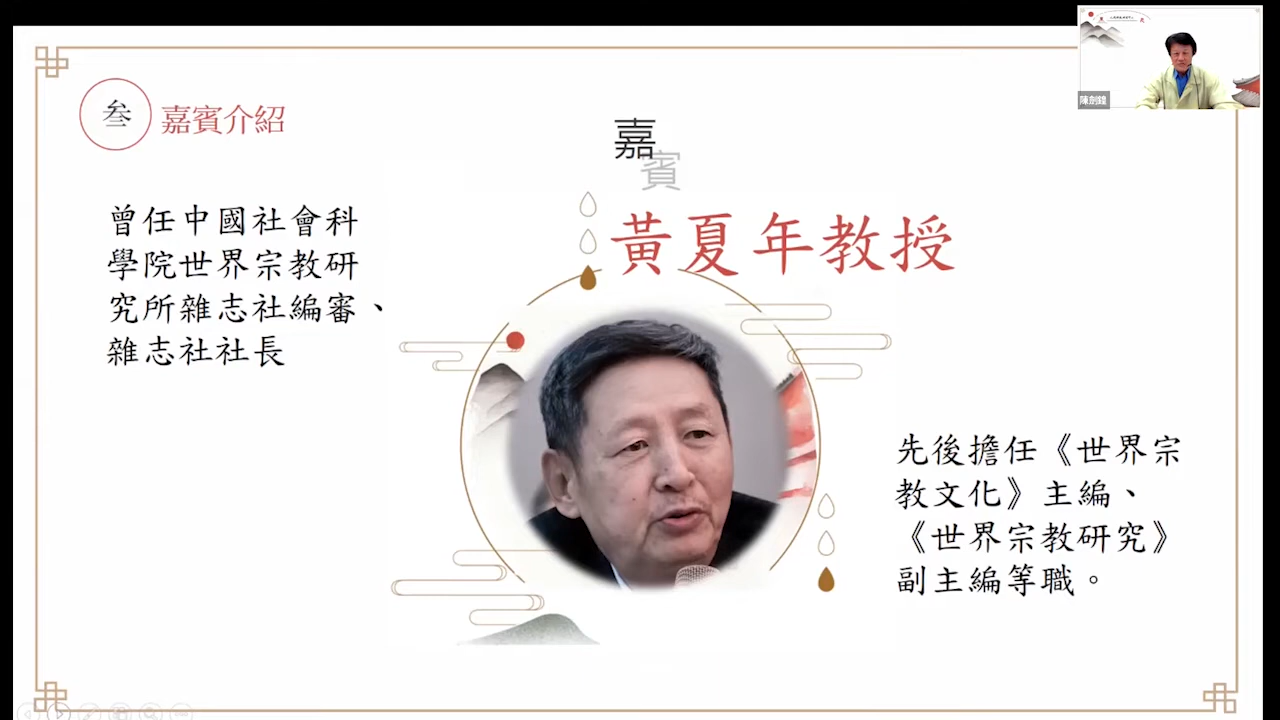 叁
嘉賓介紹
嘉
賓
黃夏年教授
曾任中國社會科
學院世界宗教研
究所雜志社編審、
雜志社社長
先後擔任《世界宗
教文化》主編、
《世界宗教研究》
副主編等職。
陳劍鍠